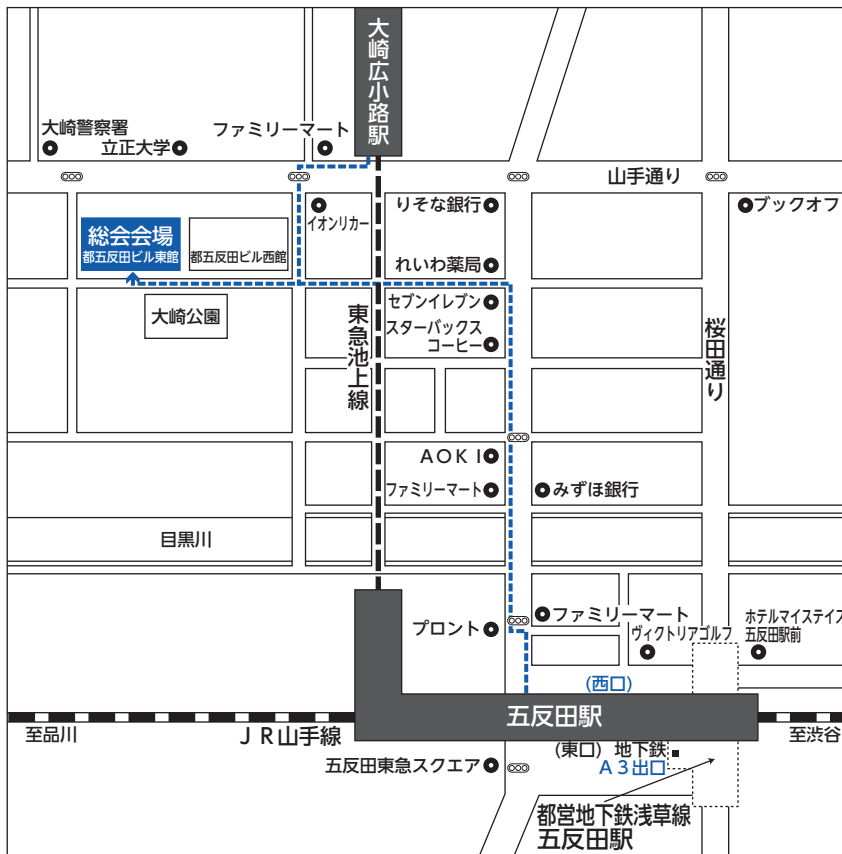 大崎広小路駅
大崎警察署
立正大学
ファミリーマート
山手通り
イオンリカー
りそな銀行
ブックオフ
総会会場
都五反田ビル東館
都五反田ビル西館
れいわ薬局
大崎公園
セブンイレブン
スターバックス
コーヒー
東急池上線
桜田通り
AOKI
ファミリーマート
みずほ銀行
目黒川
プロント
ファミリーマート
ヴィクトリアゴルフ
ホテルマイステイズ
五反田駅前
(西口)
五反田駅
至品川
JR山手線
至渋谷
(東口)
地下鉄
A3出口
五反田東急スクエア
都営地下鉄浅草線
五反田駅